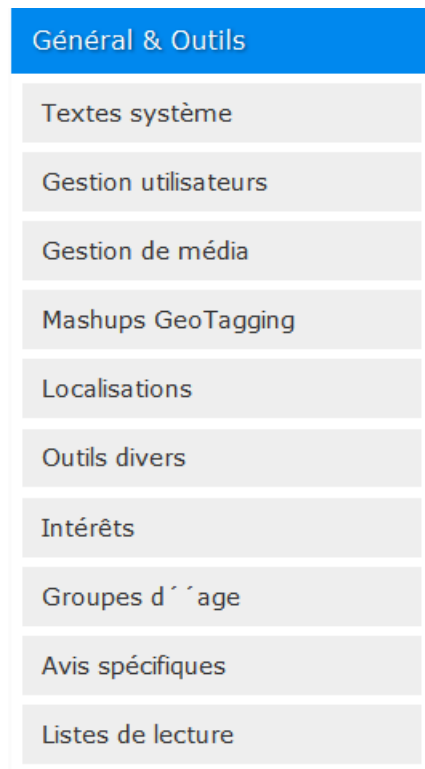 Général & Outils
Textes système
Gestion utilisateurs
Gestion de média
Mashups GeoTagging
Localisations
Outils divers
Intérêts
Groupes d´´age
Avis spécifiques
Listes de lecture